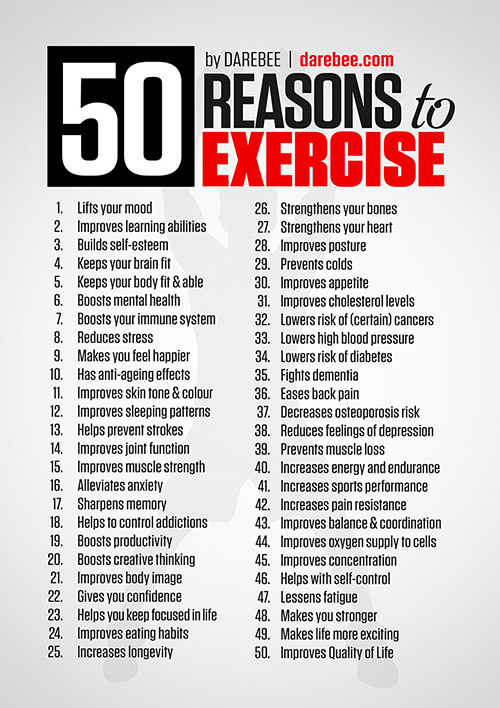 50
by DAREBEE | darebee.com
REASONS to
EXERCISE
1. Lifts your mood
2. Improves learning abilities
3. Builds self-esteem
4. Keeps your brain fit
5. Keeps your body fit & able
6. Boosts mental health
7. Boosts your immune system
8. Reduces stress
9. Makes you feel happier
10. Has anti-ageing effects
11. Improves skin tone & colour
12. Improves sleeping patterns
13. Helps prevent strokes
14. Improves joint function
15. Improves muscle strength
16. Alleviates anxiety
17. Sharpens memory
18. Helps to control addictions
19. Boosts productivity
20. Boosts creative thinking
21. Improves body image
22. Gives you confidence
23. Helps you keep focused in life
24. Improves eating habits
25. Increases longevity
26. Strengthens your bones
27. Strengthens your heart
28. Improves posture
29. Prevents colds
30. Improves appetite
31. Improves cholesterol levels
32. Lowers risk of (certain) cancers
33. Lowers high blood pressure
34. Lowers risk of diabetes
35. Fights dementia
36. Eases back pain
37. Decreases osteoporosis risk
38. Reduces feelings of depression
39. Prevents muscle loss
40. Increases energy and endurance
41. Increases sports performance
42. Increases pain resistance
43. Improves balance & coordination
44. Improves oxygen supply to cells
45. Improves concentration
46. Helps with self-control
47. Lessens fatigue
48. Makes you stronger
49. Makes life more exciting
50. Improves Quality of Life